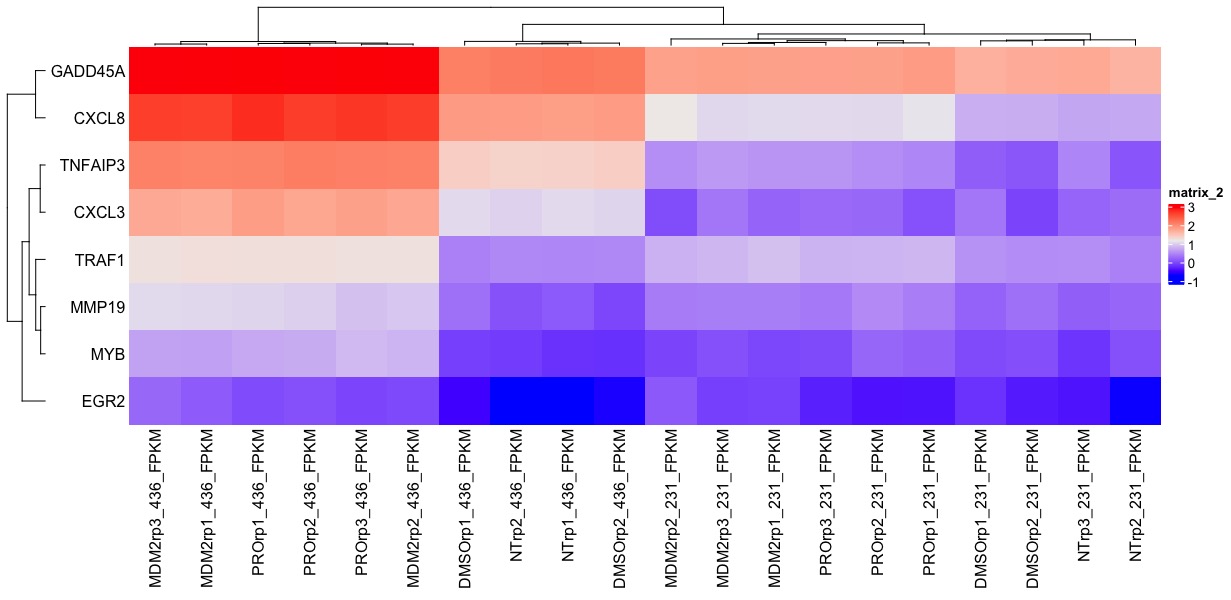 GADD45A
CXCL8
TNFAIP3
CXCL3
TRAF1
MMP19
MYB
EGR2
matrix_2
3
2
1
0
-1
MDM2rp3_436_FPKM
MDM2rp1_436_FPKM
PROrp1_436_FPKM
PROrp2_436_FPKM
PROrp3_436_FPKM
MDM2rp2_436_FPKM
DMSOrp1_436_FPKM
NTrp2_436_FPKM
NTrp1_436_FPKM
DMSOrp2_436_FPKM
MDM2rp2_231_FPKM
MDM2rp3_231_FPKM
MDM2rp1_231_FPKM
PROrp3_231_FPKM
PROrp2_231_FPKM
PROrp1_231_FPKM
DMSOrp1_231_FPKM
DMSOrp2_231_FPKM
NTrp3_231_FPKM
NTrp2_231_FPKM